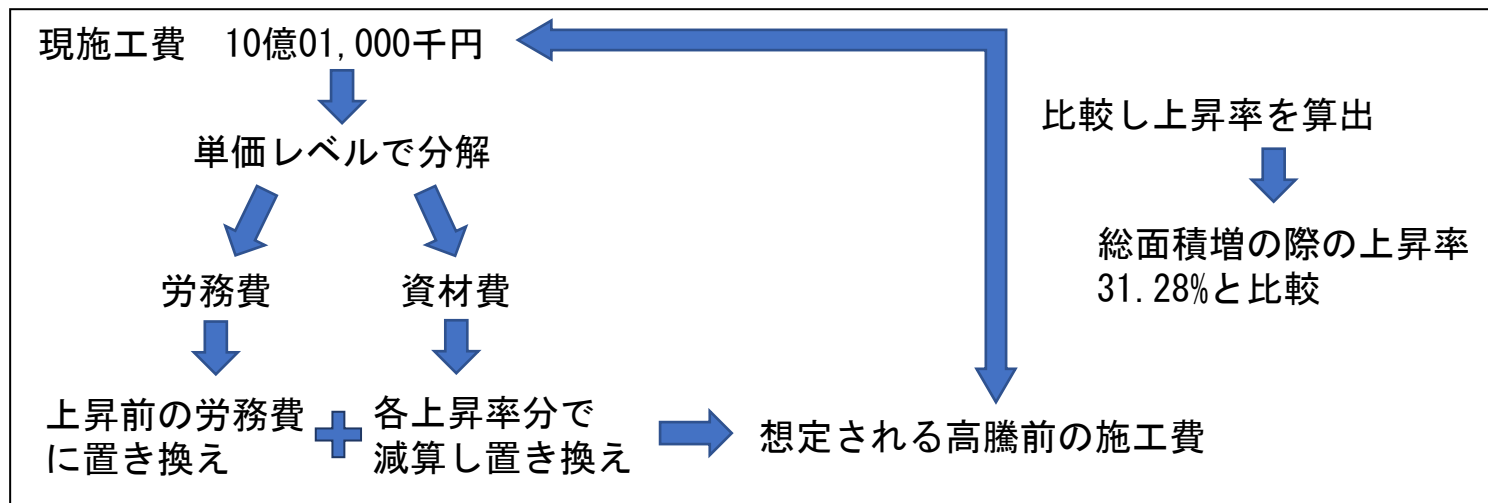 現施工費　10億01,000千円
単価レベルで分解
労務費
資材費
上昇前の労務費
に置き換え
各上昇率分で
減算し置き換え
想定される高騰前の施工費
比較し上昇率を算出
総面積増の際の上昇率
31.28%と比較